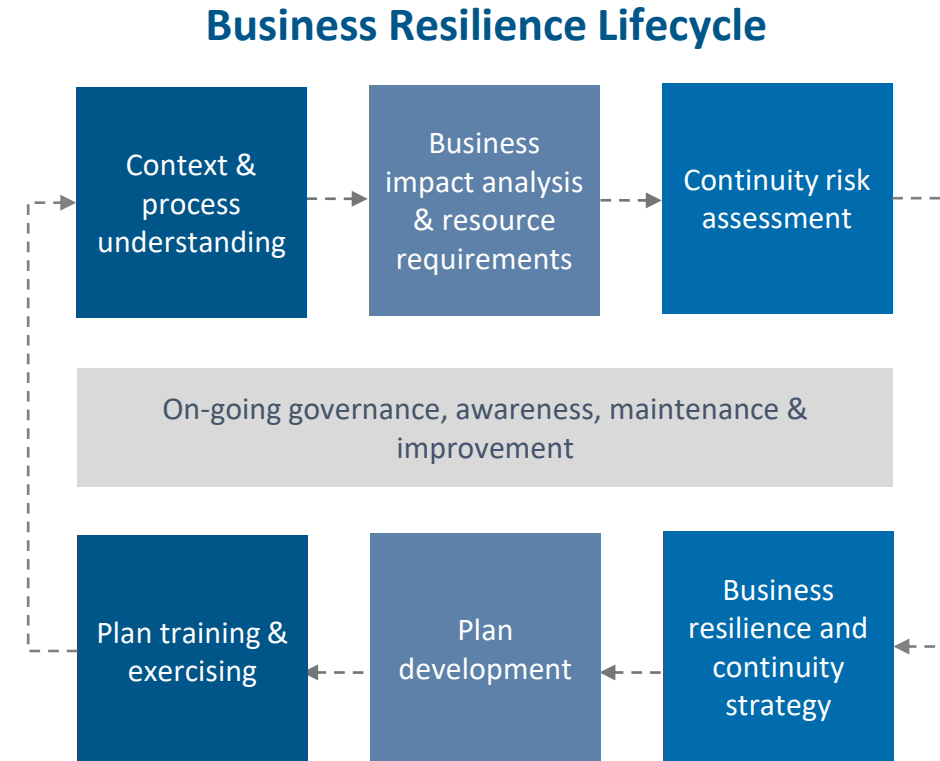 Business Resilience Lifecycle
Context &
process
understanding
Business
impact analysis
& resource
requirements
Continuity risk
assessment
On-going governance, awareness, maintenance &
improvement
Plan training &
exercising
Plan
development
Business
resilience and
continuity
strategy